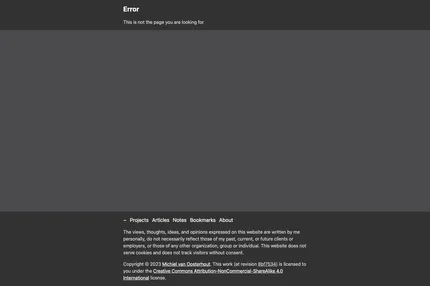 Error
This is not the page you are looking for
~ Projects Articles Notes Bookmarks About
The views, thoughts, ideas, and opinions expressed on this website are written by me
personally, do not necessarily reflect those of my past, current, or future clients or
employers, or those of any other organization, group or individual. This website does not
serve cookies and does not track visitors without consent.
Copyright © 2023 Michiel van Oosterhout. This work (at revision 8bf7534) is licensed to
you under the Creative Commons Attribution-NonCommercial-ShareAlike 4.0
International license.